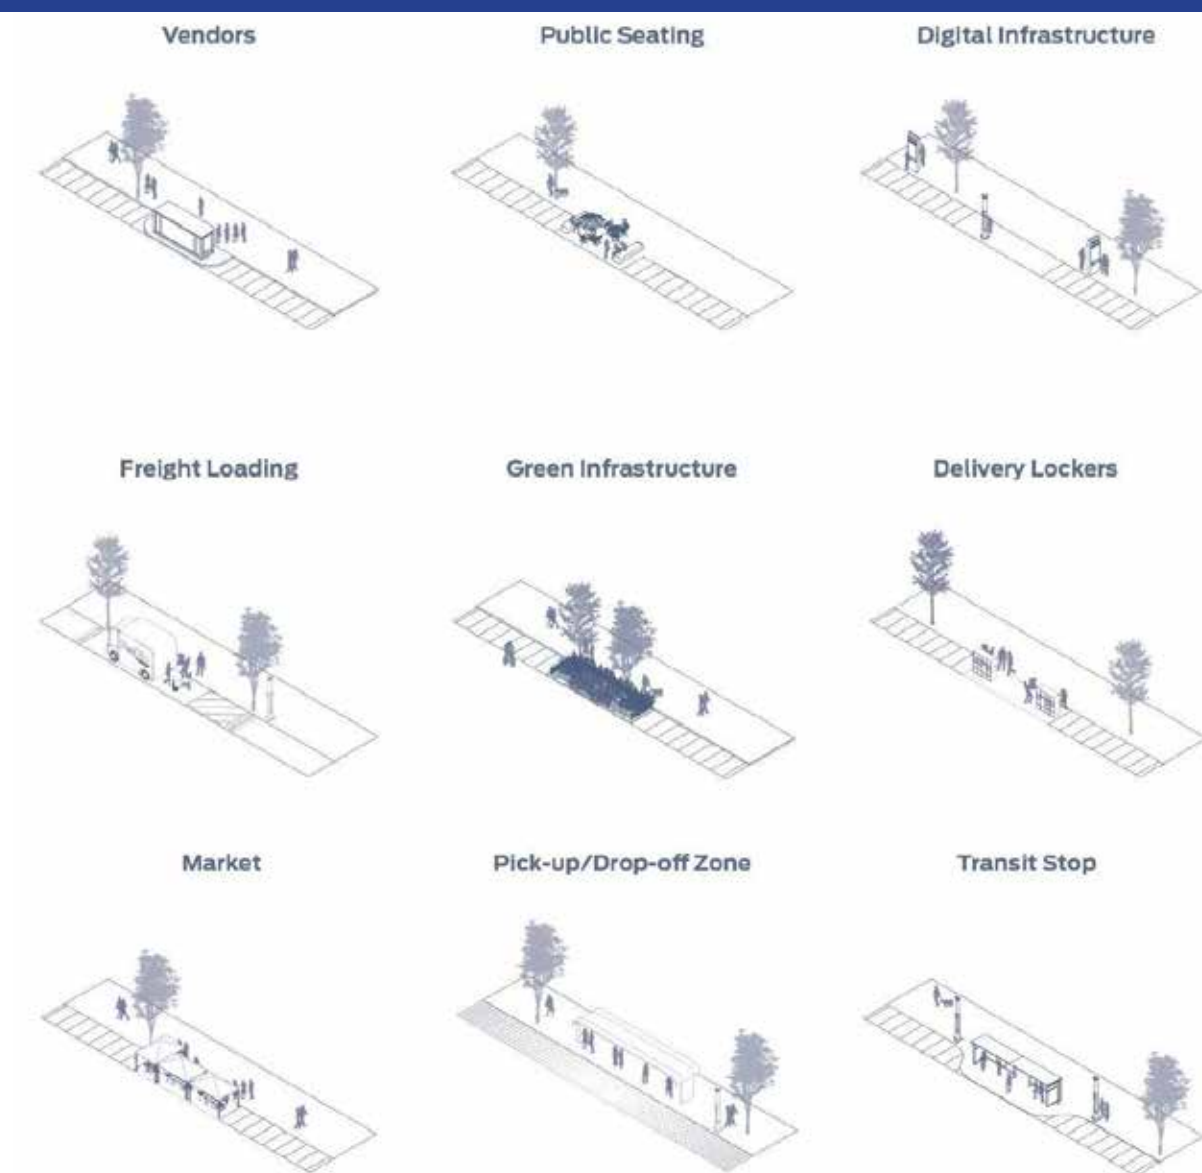 Vendors
Public Seating
Digital Infrastructure
Freight Loading
Green Infrastructure
Delivery Lockers
Market
Pick-up/Drop-off Zone
Transit Stop